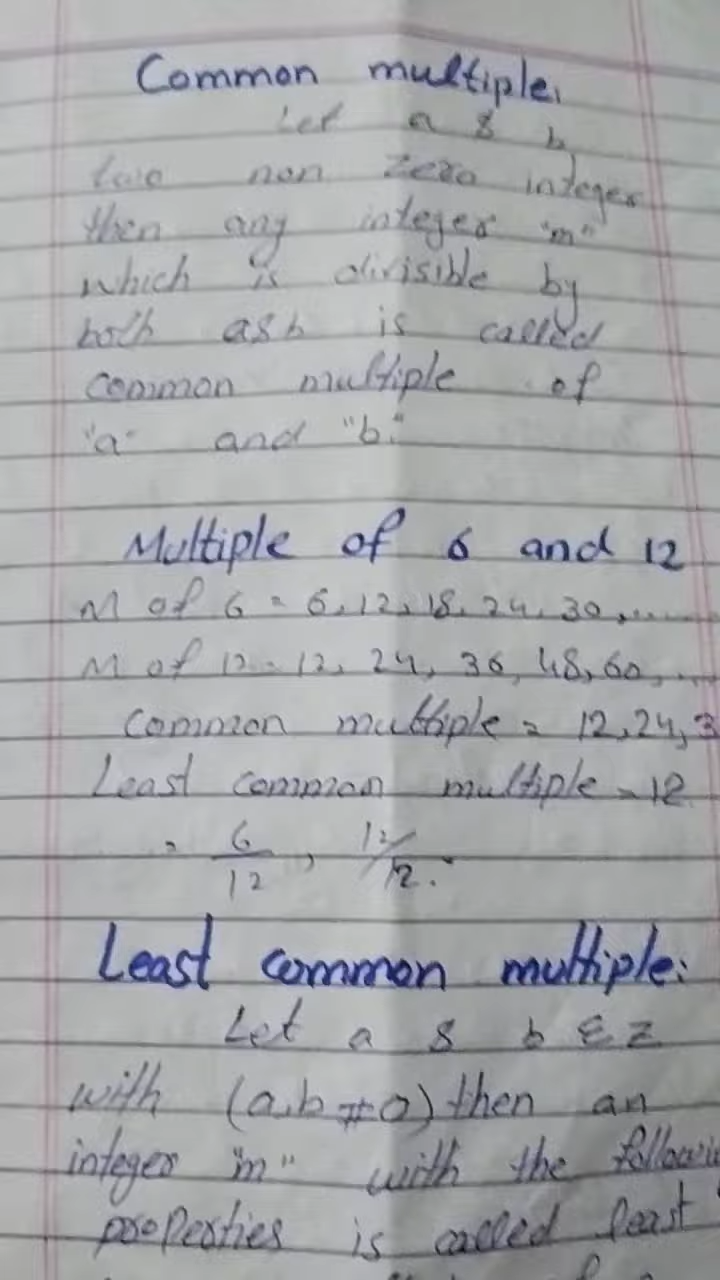 Common multiple.
Let a & b
two non zero integer
then any integer "m"
which is divisible by
both a & b is called
common multiple of
"a" and "b."
Multiple of 6 and 12
M of 6 = 6, 12, 18, 24, 30, ......
M of 12 = 12, 24, 36, 48, 60, ...
Common multiple = 12, 24, 3
Least common multiple = 12
= 6/12, 12/12.
Least common multiple:
Let a & b ∈ Z
with (a, b ≠ 0) then an
integer "m" with the followi
properties is called least